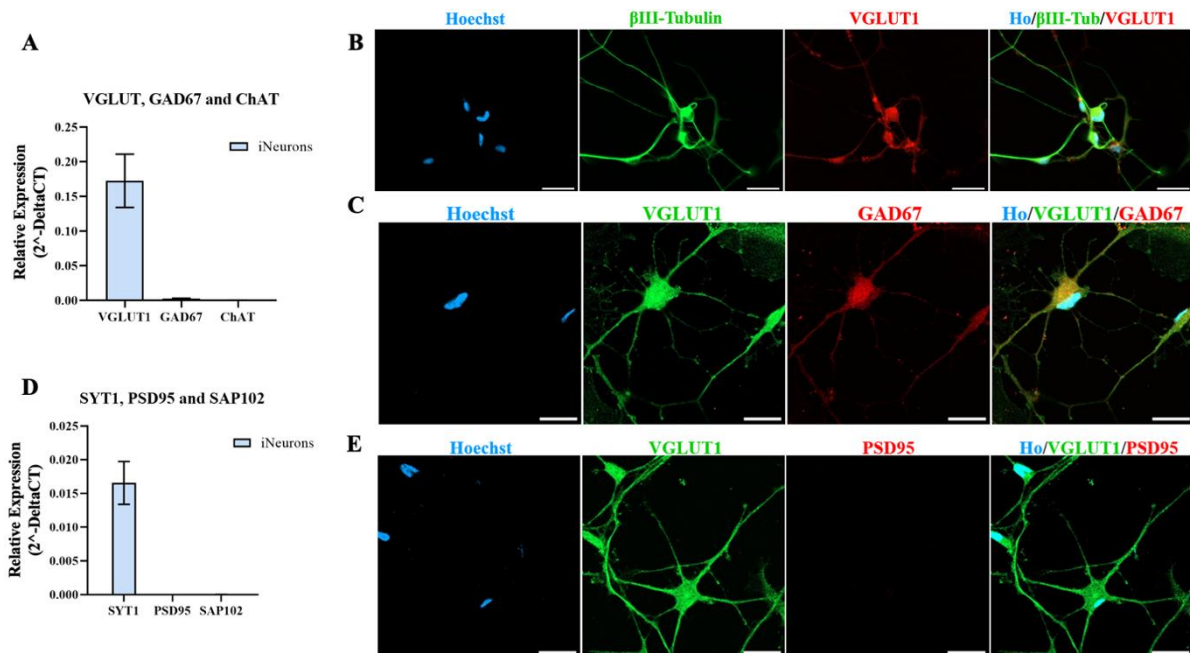 A
VGLUT, GAD67 and ChAT
Relative Expression
(2^-DeltaCT)
0.25
0.20
0.15
0.10
0.05
0.00
iNeurons
VGLUT1 GAD67 ChAT
B
Hoechst βIII-Tubulin VGLUT1 Ho/βIII-Tub/VGLUT1
C
Hoechst VGLUT1 GAD67 Ho/VGLUT1/GAD67
D
SYT1, PSD95 and SAP102
Relative Expression
(2^-DeltaCT)
0.025
0.020
0.015
0.010
0.005
0.000
iNeurons
SYT1 PSD95 SAP102
E
Hoechst VGLUT1 PSD95 Ho/VGLUT1/PSD95